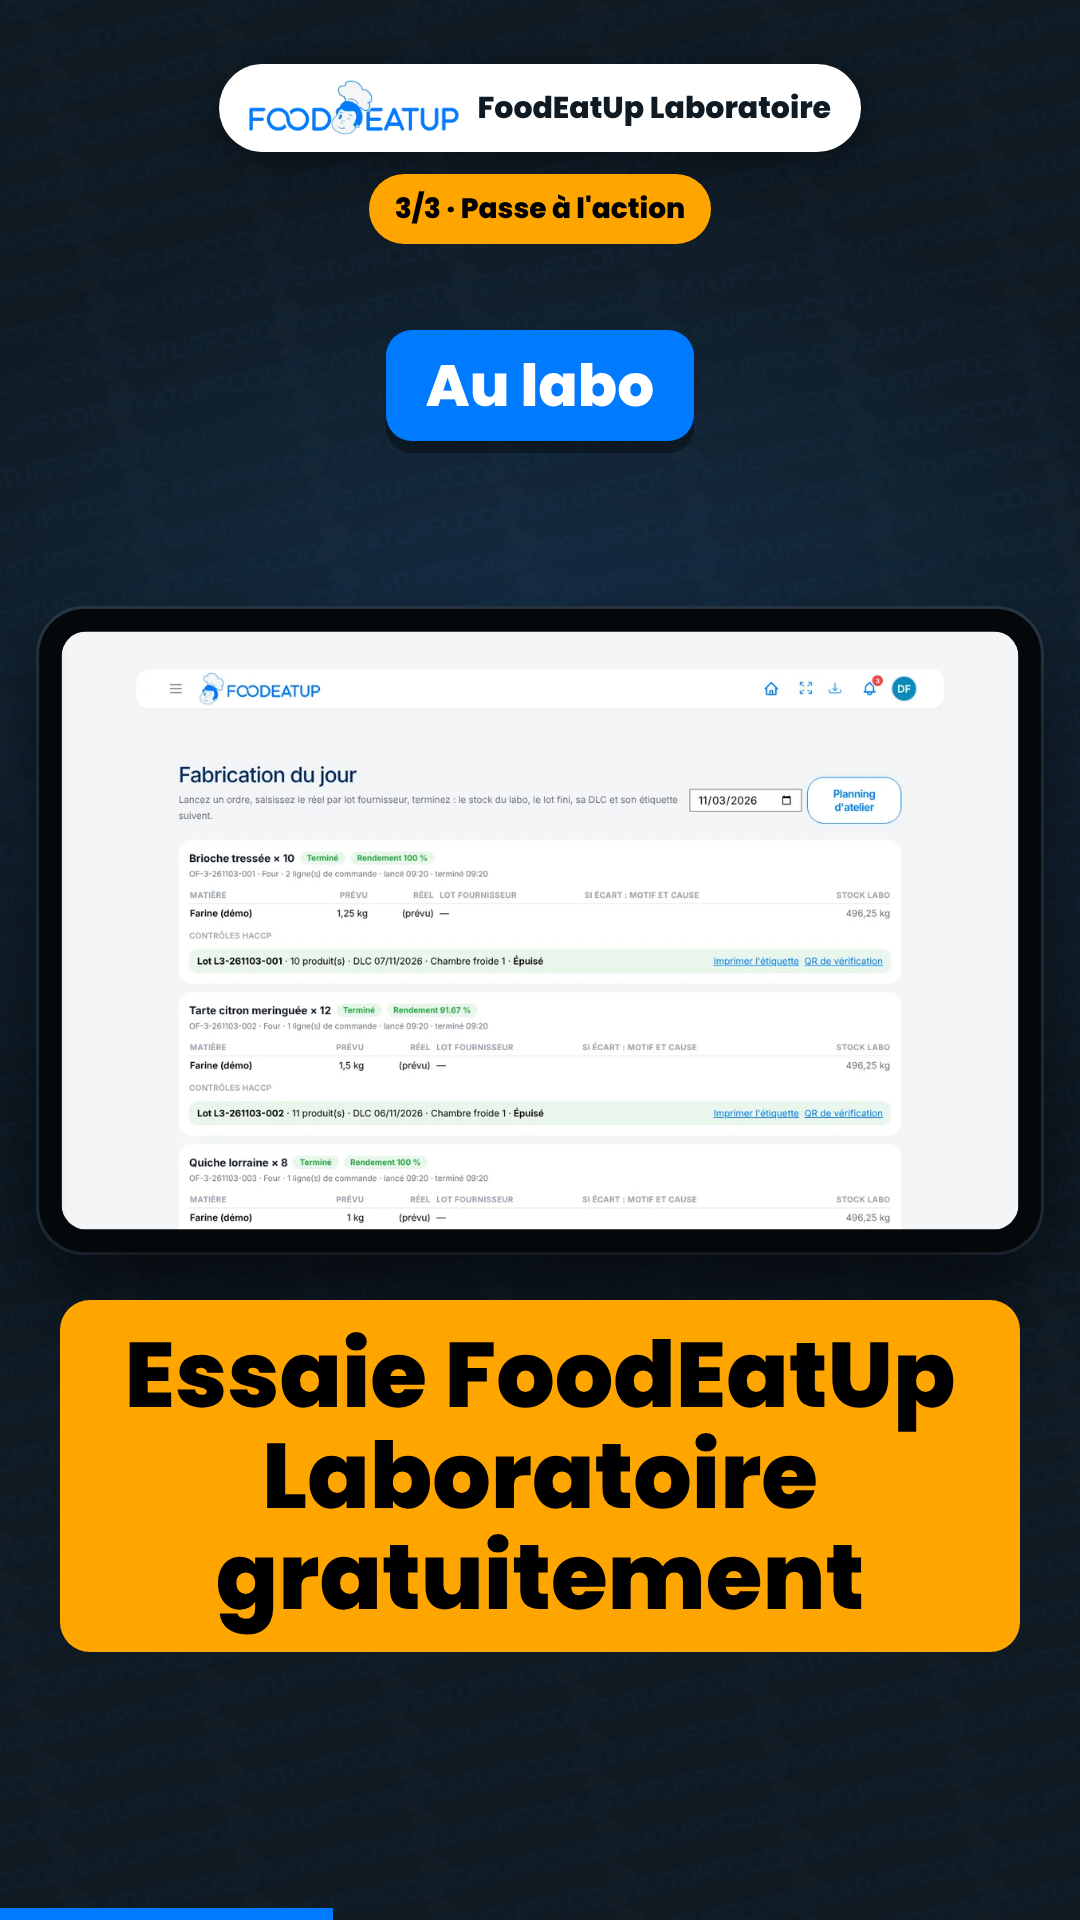 FOODEATUP FoodEatUp Laboratoire
3/3 · Passe à l'action
Au labo
FOODEATUP
3
DF
Fabrication du jour
Lancez un ordre, saisissez le réel par lot fournisseur, terminez : le stock du labo, le lot fini, sa DLC et son étiquette
suivent.
11/03/2026
Planning
d'atelier
Brioche tressée × 10 Terminé Rendement 100 %
OF-3-261103-001 · Four · 2 ligne(s) de commande · lancé 09:20 · terminé 09:20
MATIÈRE PRÉVU RÉEL LOT FOURNISSEUR SI ÉCART : MOTIF ET CAUSE STOCK LABO
Farine (démo) 1,25 kg (prévu) — 496,25 kg
CONTRÔLES HACCP
Lot L3-261103-001 · 10 produit(s) · DLC 07/11/2026 · Chambre froide 1 · Épuisé Imprimer l'étiquette QR de vérification
Tarte citron meringuée × 12 Terminé Rendement 91.67 %
OF-3-261103-002 · Four · 1 ligne(s) de commande · lancé 09:20 · terminé 09:20
MATIÈRE PRÉVU RÉEL LOT FOURNISSEUR SI ÉCART : MOTIF ET CAUSE STOCK LABO
Farine (démo) 1,5 kg (prévu) — 496,25 kg
CONTRÔLES HACCP
Lot L3-261103-002 · 11 produit(s) · DLC 06/11/2026 · Chambre froide 1 · Épuisé Imprimer l'étiquette QR de vérification
Quiche lorraine × 8 Terminé Rendement 100 %
OF-3-261103-003 · Four · 1 ligne(s) de commande · lancé 09:20 · terminé 09:20
MATIÈRE PRÉVU RÉEL LOT FOURNISSEUR SI ÉCART : MOTIF ET CAUSE STOCK LABO
Farine (démo) 1 kg (prévu) — 496,25 kg
Essaie FoodEatUp
Laboratoire
gratuitement